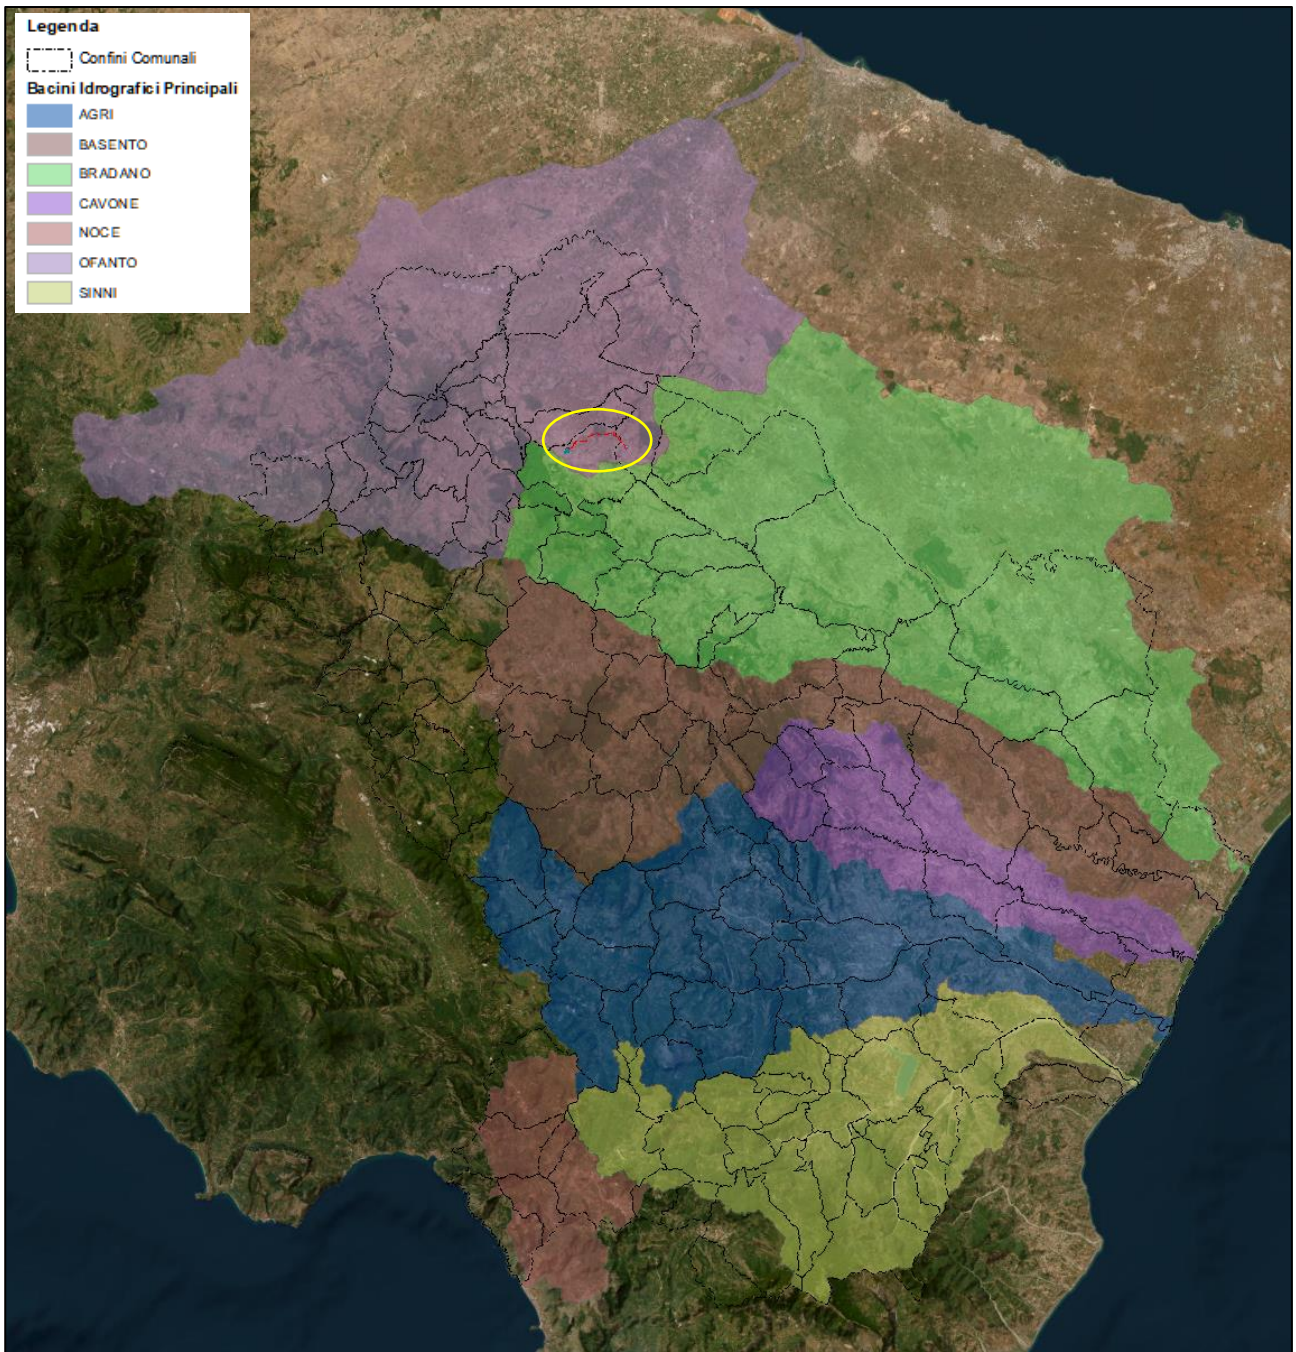 Legenda
Confini Comunali
Bacini Idrografici Principali
AGRI
BASENTO
BRADANO
CAVONE
NOCE
OFANTO
SINNI